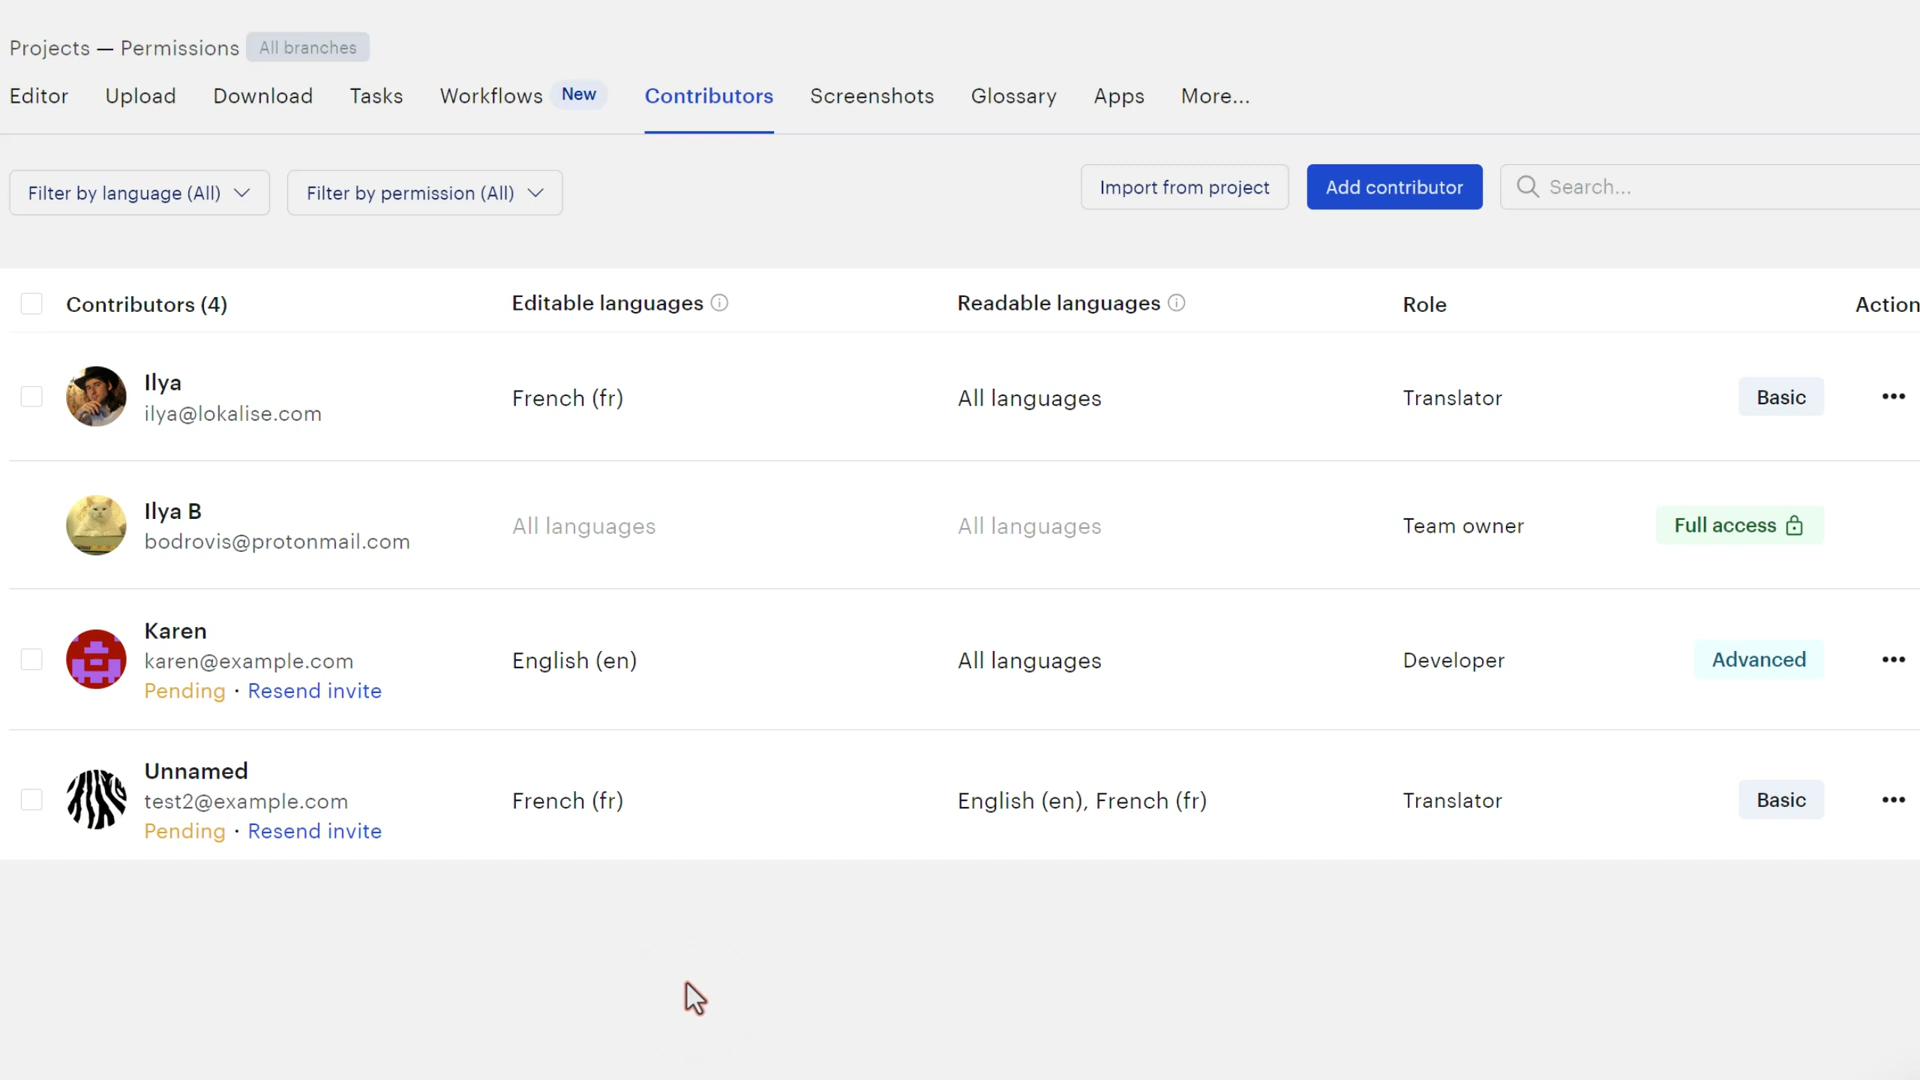 Projects — Permissions All branches
Editor Upload Download Tasks Workflows New Contributors Screenshots Glossary Apps More...
Filter by language (All) Filter by permission (All) Import from project Add contributor Search...
Contributors (4) Editable languages Readable languages Role Action
Ilya
ilya@lokalise.com
French (fr) All languages Translator Basic
Ilya B
bodrovis@protonmail.com
All languages All languages Team owner Full access
Karen
karen@example.com
Pending · Resend invite
English (en) All languages Developer Advanced
Unnamed
test2@example.com
Pending · Resend invite
French (fr) English (en), French (fr) Translator Basic